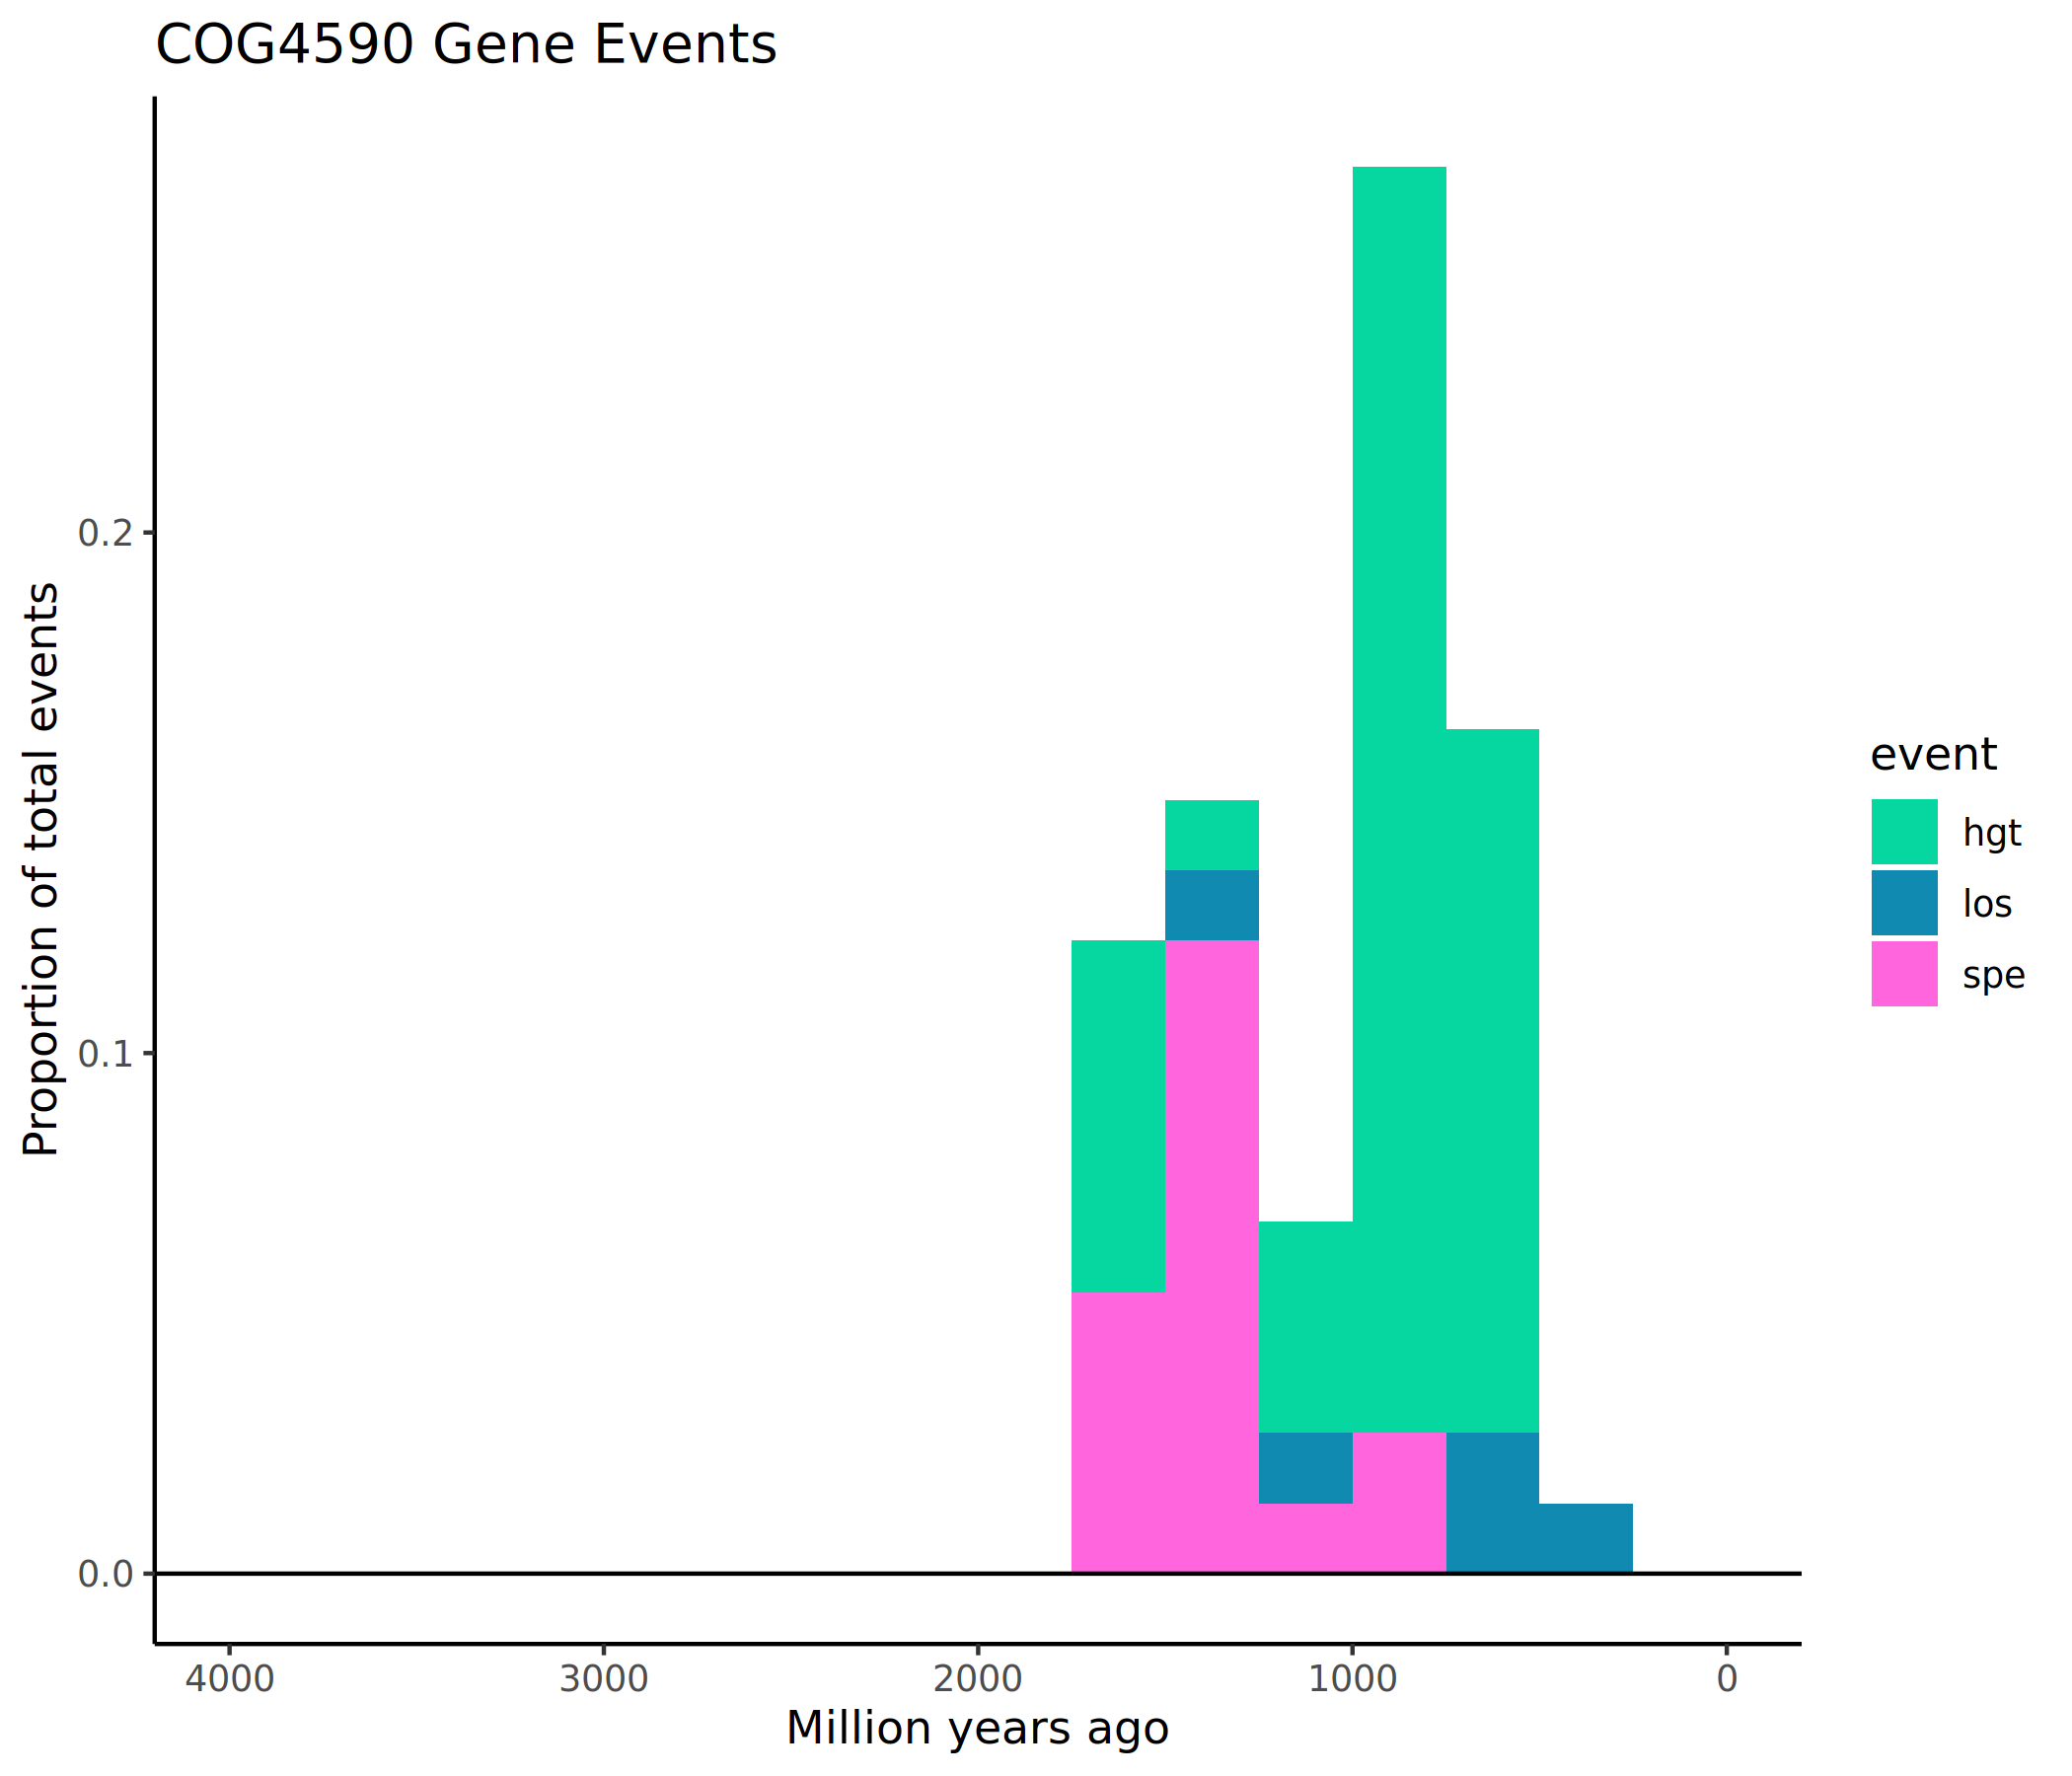 COG4590 Gene Events
Proportion of total events
0.2
0.1
0.0
4000 3000 2000 1000 0
Million years ago
event
hgt
los
spe